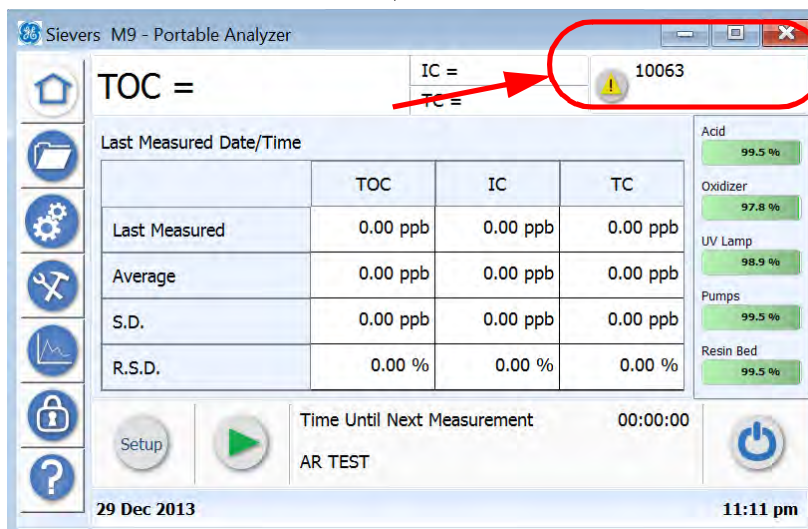 Sievers M9 - Portable Analyzer
TOC =
IC =
TC =
10063
Last Measured Date/Time
TOC IC TC
Last Measured 0.00 ppb 0.00 ppb 0.00 ppb
Average 0.00 ppb 0.00 ppb 0.00 ppb
S.D. 0.00 ppb 0.00 ppb 0.00 ppb
R.S.D. 0.00 % 0.00 % 0.00 %
Acid
99.5 %
Oxidizer
97.8 %
UV Lamp
98.9 %
Pumps
99.5 %
Resin Bed
99.5 %
Setup
Time Until Next Measurement 00:00:00
AR TEST
29 Dec 2013 11:11 pm